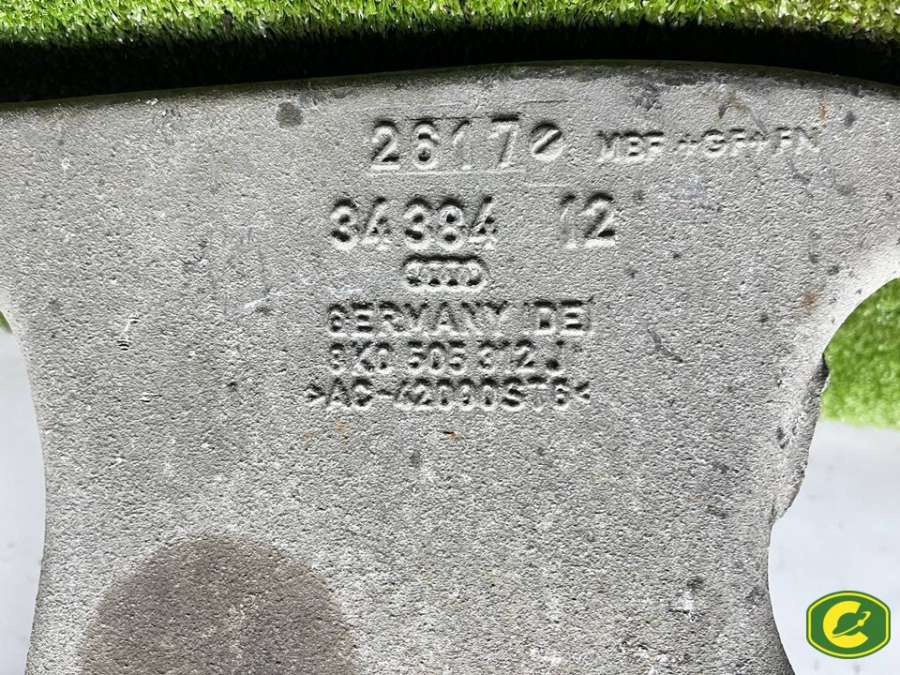 26170 MBF +GF+ FN
34384 12
GERMANY (DE)
8K0 505 312 J
>AC-42000ST6<
C